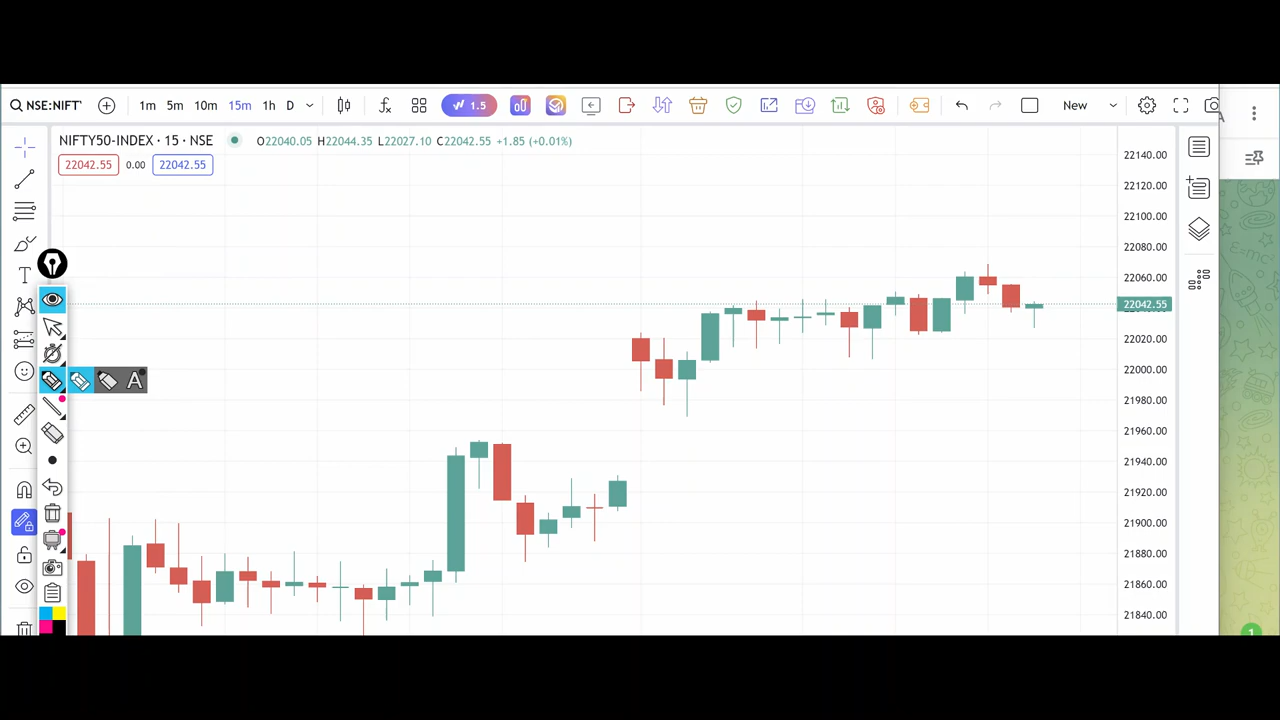 NSE:NIFT
1m 5m 10m 15m 1h D
1.5
New
NIFTY50-INDEX · 15 · NSE
O22040.05 H22044.35 L22027.10 C22042.55 +1.85 (+0.01%)
22042.55 0.00 22042.55
22140.00
22120.00
22100.00
22080.00
22060.00
22042.55
22020.00
22000.00
21980.00
21960.00
21940.00
21920.00
21900.00
21880.00
21860.00
21840.00
T
A
E=mc
1